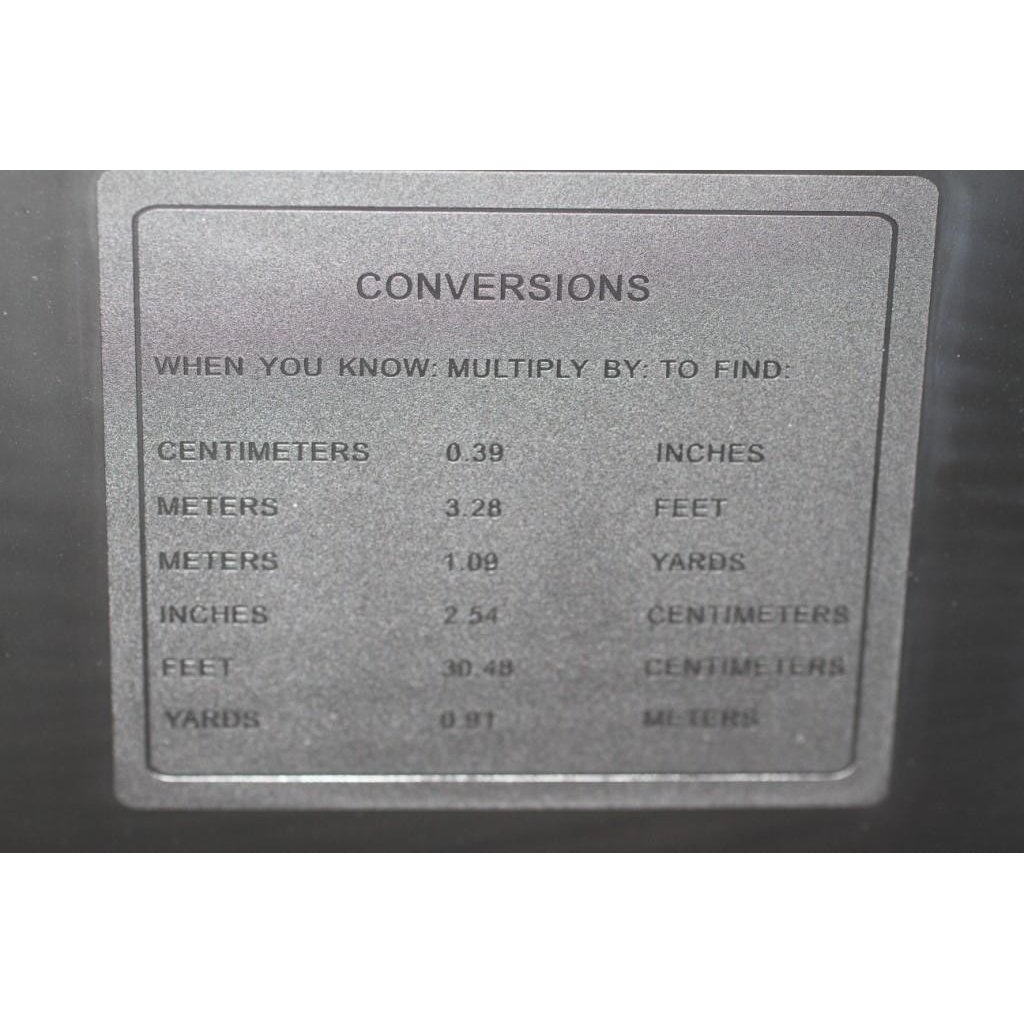 CONVERSIONS
WHEN YOU KNOW: MULTIPLY BY: TO FIND:
CENTIMETERS 0.39 INCHES
METERS 3.28 FEET
METERS 1.09 YARDS
INCHES 2.54 CENTIMETERS
FEET 30.48 CENTIMETERS
YARDS 0.91 METERS